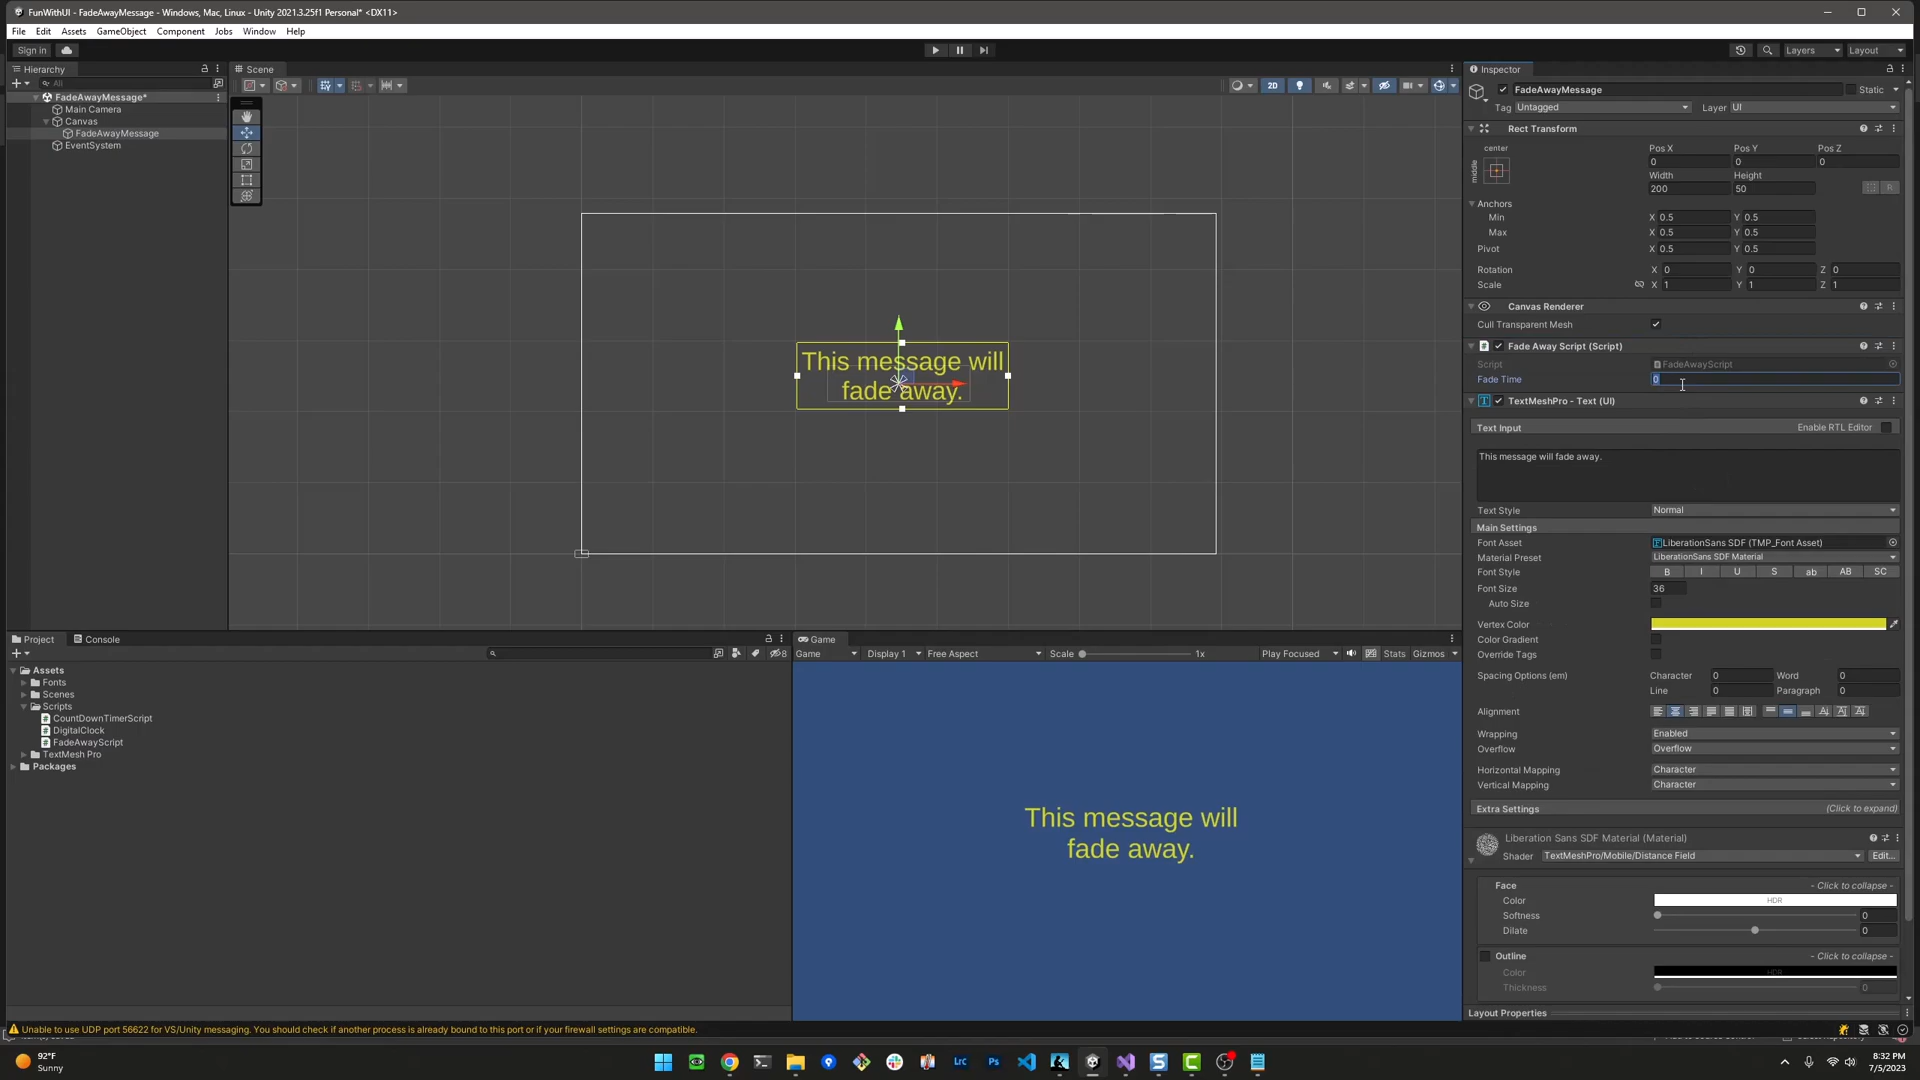 FunWithUI - FadeAwayMessage - Windows, Mac, Linux - Unity 2021.3.25f1 Personal* <DX11>
File Edit Assets GameObject Component Jobs Window Help
Sign in
Layers Layout
Hierarchy
All
FadeAwayMessage*
Main Camera
Canvas
FadeAwayMessage
EventSystem
Scene
2D
This message will
fade away.
Inspector
FadeAwayMessage Static
Tag Untagged Layer UI
Rect Transform
center
middle
Pos X Pos Y Pos Z
0 0 0
Width Height
200 50
R
Anchors
Min X 0.5 Y 0.5
Max X 0.5 Y 0.5
Pivot X 0.5 Y 0.5
Rotation X 0 Y 0 Z 0
Scale X 1 Y 1 Z 1
Canvas Renderer
Cull Transparent Mesh
Fade Away Script (Script)
Script FadeAwayScript
Fade Time 0
TextMeshPro - Text (UI)
Text Input Enable RTL Editor
This message will fade away.
Text Style Normal
Main Settings
Font Asset LiberationSans SDF (TMP_Font Asset)
Material Preset LiberationSans SDF Material
Font Style B I U S ab AB SC
Font Size 36
Auto Size
Vertex Color
Color Gradient
Override Tags
Spacing Options (em) Character 0 Word 0
Line 0 Paragraph 0
Alignment
Wrapping Enabled
Overflow Overflow
Horizontal Mapping Character
Vertical Mapping Character
Extra Settings (Click to expand)
Liberation Sans SDF Material (Material)
Shader TextMeshPro/Mobile/Distance Field Edit...
Face - Click to collapse -
Color HDR
Softness 0
Dilate 0
Outline - Click to collapse -
Color HDR
Thickness 0
Layout Properties
Project Console
8
Assets
Fonts
Scenes
Scripts
CountDownTimerScript
DigitalClock
FadeAwayScript
TextMesh Pro
Packages
Game
Game Display 1 Free Aspect Scale 1x Play Focused Stats Gizmos
This message will
fade away.
Unable to use UDP port 56622 for VS/Unity messaging. You should check if another process is already bound to this port or if your firewall settings are compatible.
92°F
Sunny
Lrc
Ps
8:32 PM
7/5/2023